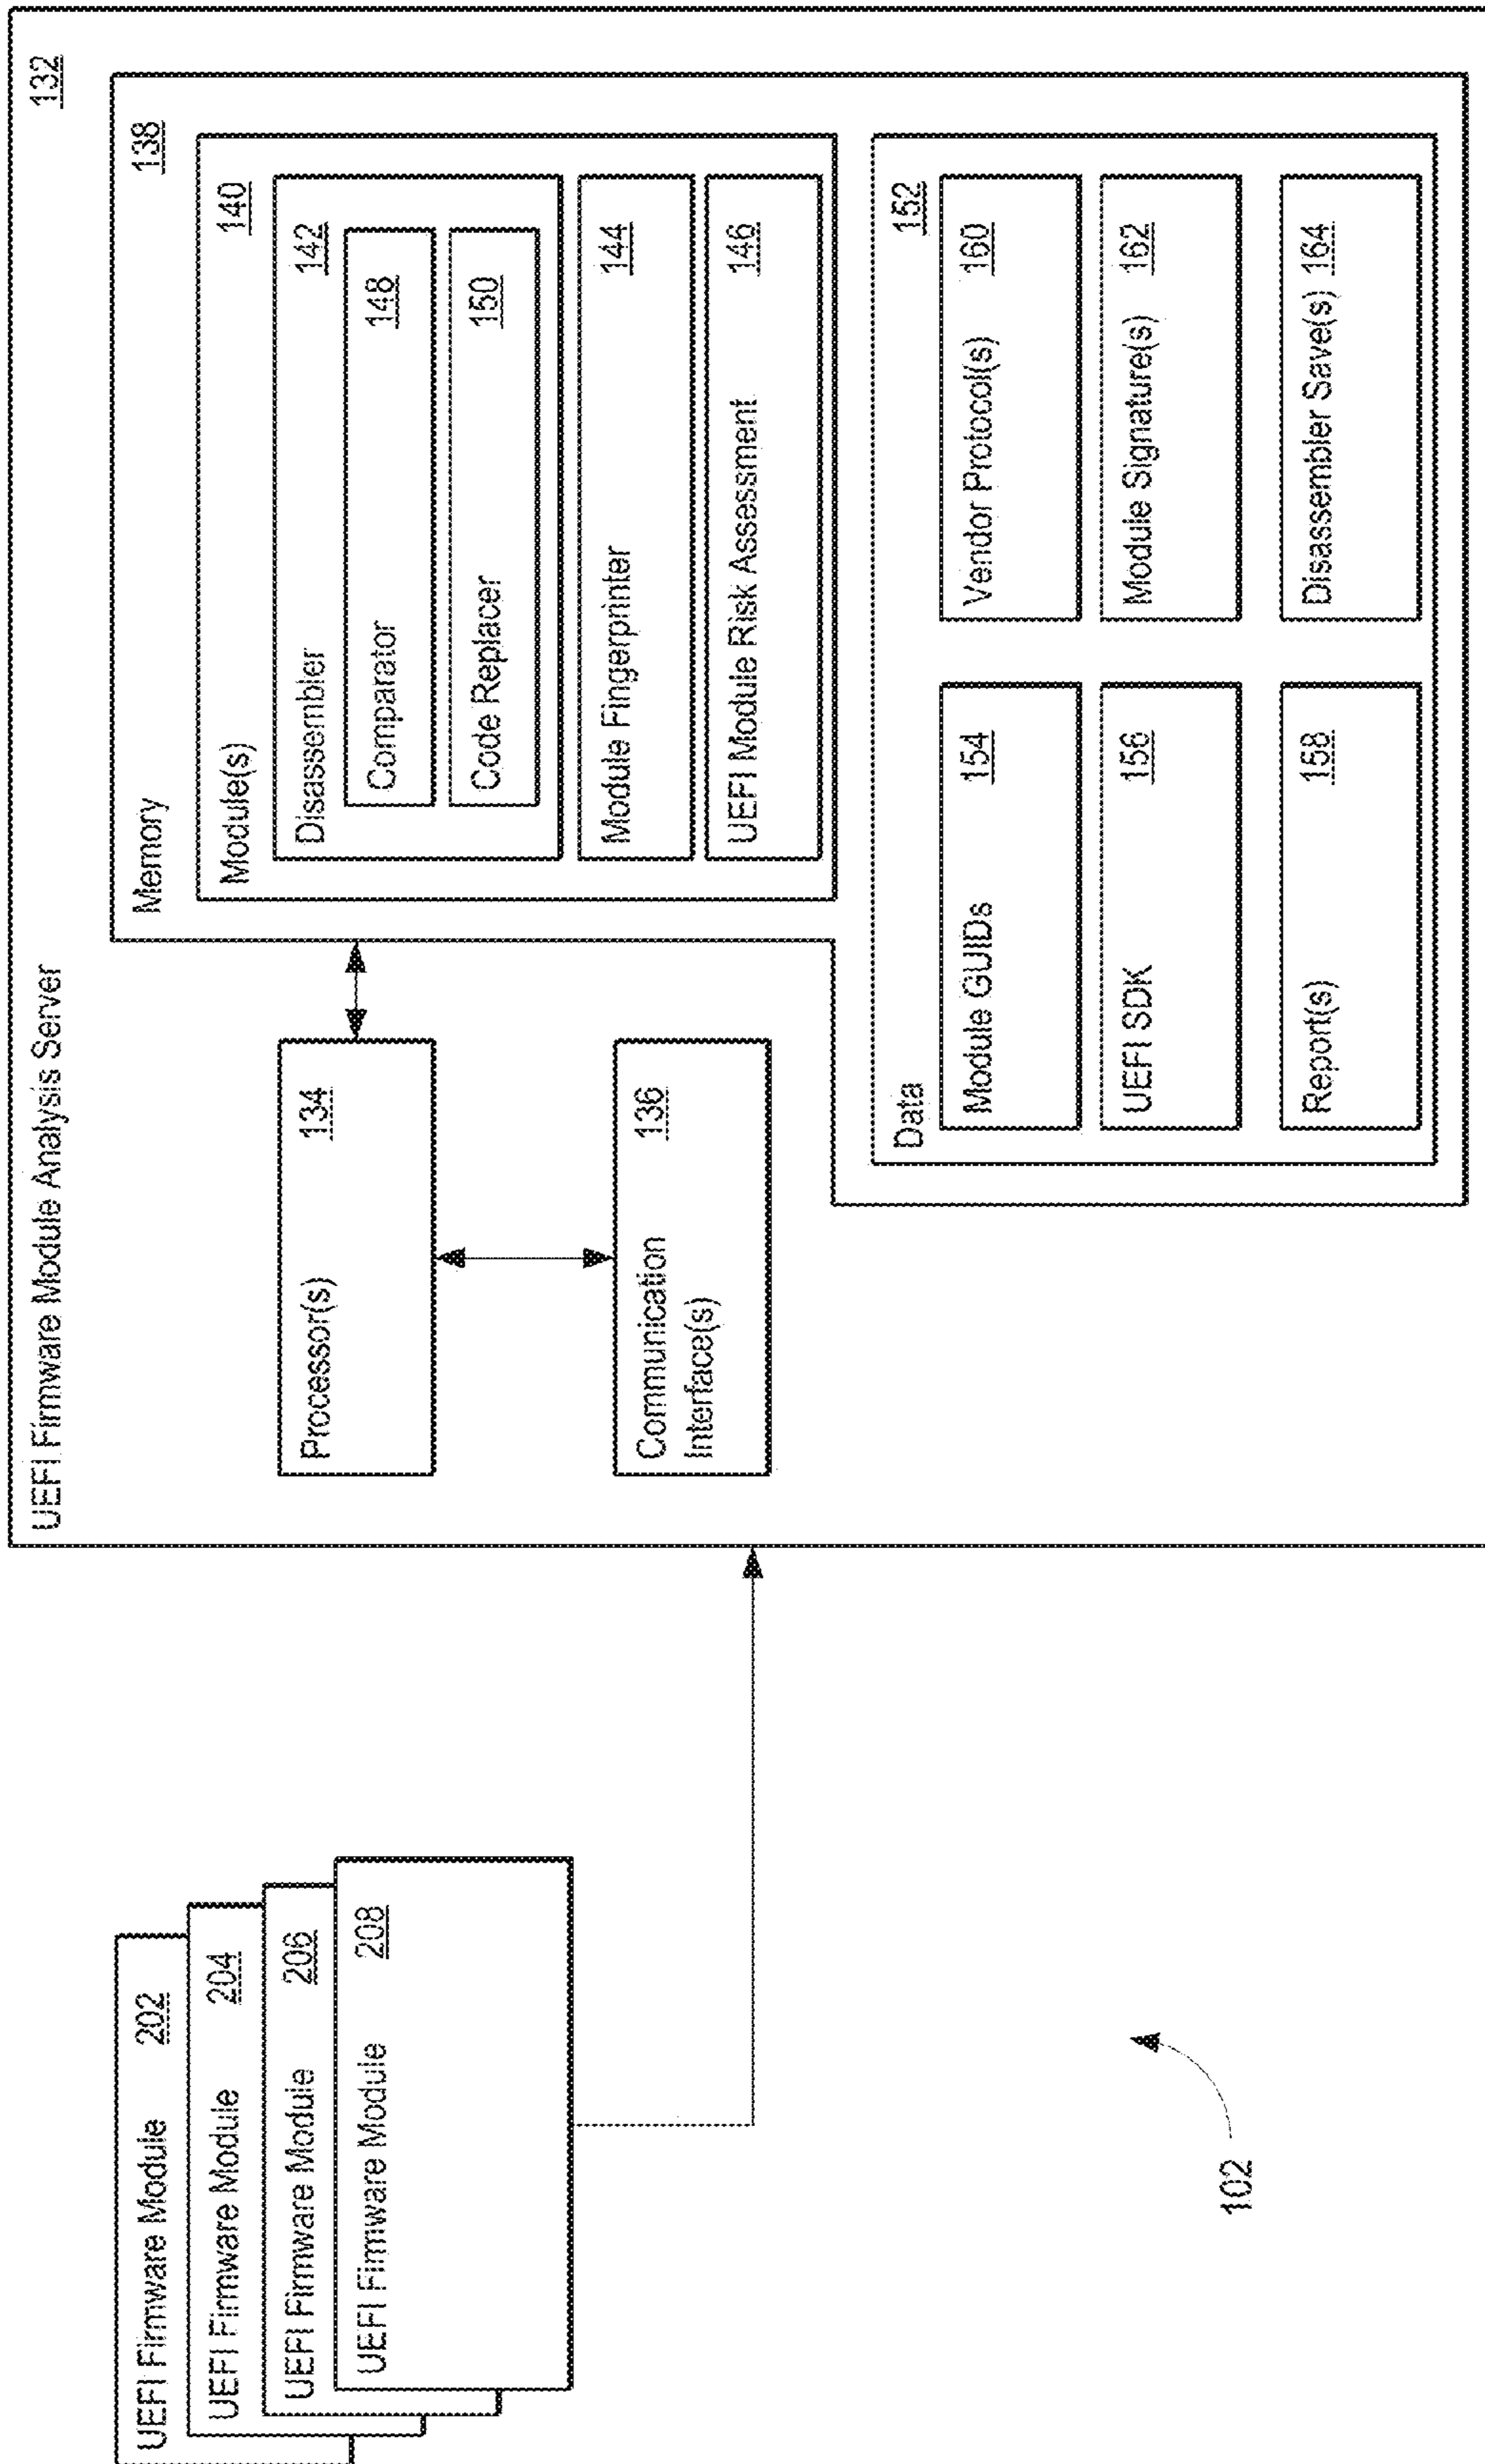 UEFI Firmware Module 202
UEFI Firmware Module 204
UEFI Firmware Module 206
UEFI Firmware Module 208
102
UEFI Firmware Module Analysis Server 132
Processor(s) 134
Communication 136
Interface(s)
Memory 138
Module(s) 140
Disassembler 142
Comparator 148
Code Replacer 150
Module Fingerprinter 144
UEFI Module Risk Assessment 146
Data 152
Module GUIDs 154
Vendor Protocol(s) 160
UEFI SDK 156
Module Signature(s) 162
Report(s) 158
Disassembler Save(s) 164